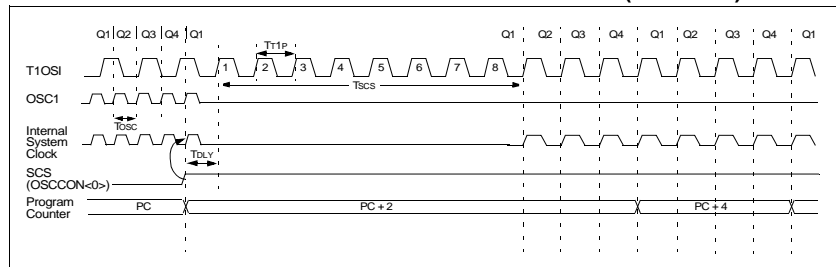 Q1 Q2 Q3 Q4 Q1 Q1 Q2 Q3 Q4 Q1 Q2 Q3 Q4 Q1
TT1P
T1OSI 1 2 3 4 5 6 7 8
TSCS
OSC1
TOSC
Internal
System
Clock
TDLY
SCS
(OSCCON<0>)
Program
Counter
PC PC + 2 PC + 4